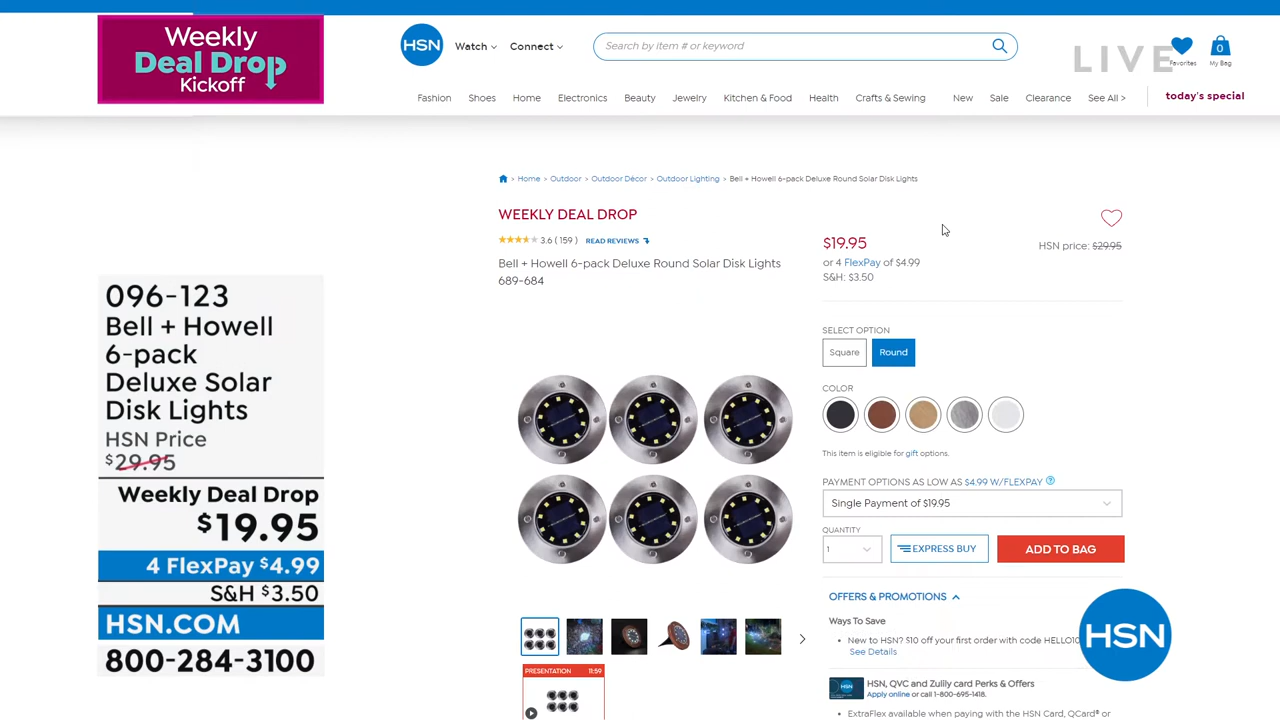 Weekly
Deal Drop
Kickoff
HSN
Watch
Connect
Search by item # or keyword
LIVE
Favorites
0
My Bag
Fashion
Shoes
Home
Electronics
Beauty
Jewelry
Kitchen & Food
Health
Crafts & Sewing
New
Sale
Clearance
See All >
today's special
> Home > Outdoor > Outdoor Décor > Outdoor Lighting > Bell + Howell 6-pack Deluxe Round Solar Disk Lights
WEEKLY DEAL DROP
3.6 ( 159 ) READ REVIEWS
Bell + Howell 6-pack Deluxe Round Solar Disk Lights
689-684
$19.95
HSN price: $29.95
or 4 FlexPay of $4.99
S&H: $3.50
096-123
Bell + Howell
6-pack
Deluxe Solar
Disk Lights
HSN Price
$29.95
Weekly Deal Drop
$19.95
4 FlexPay $4.99
S&H $3.50
HSN.COM
800-284-3100
SELECT OPTION
Square
Round
COLOR
This item is eligible for gift options.
PAYMENT OPTIONS AS LOW AS $4.99 W/FLEXPAY ?
Single Payment of $19.95
QUANTITY
1
EXPRESS BUY
ADD TO BAG
OFFERS & PROMOTIONS
Ways To Save
• New to HSN? $10 off your first order with code HELLO10
See Details
HSN
HSN
HSN, QVC and Zulily card Perks & Offers
Apply online or call 1-800-695-1418.
• ExtraFlex available when paying with the HSN Card, QCard® or
PRESENTATION 11:59